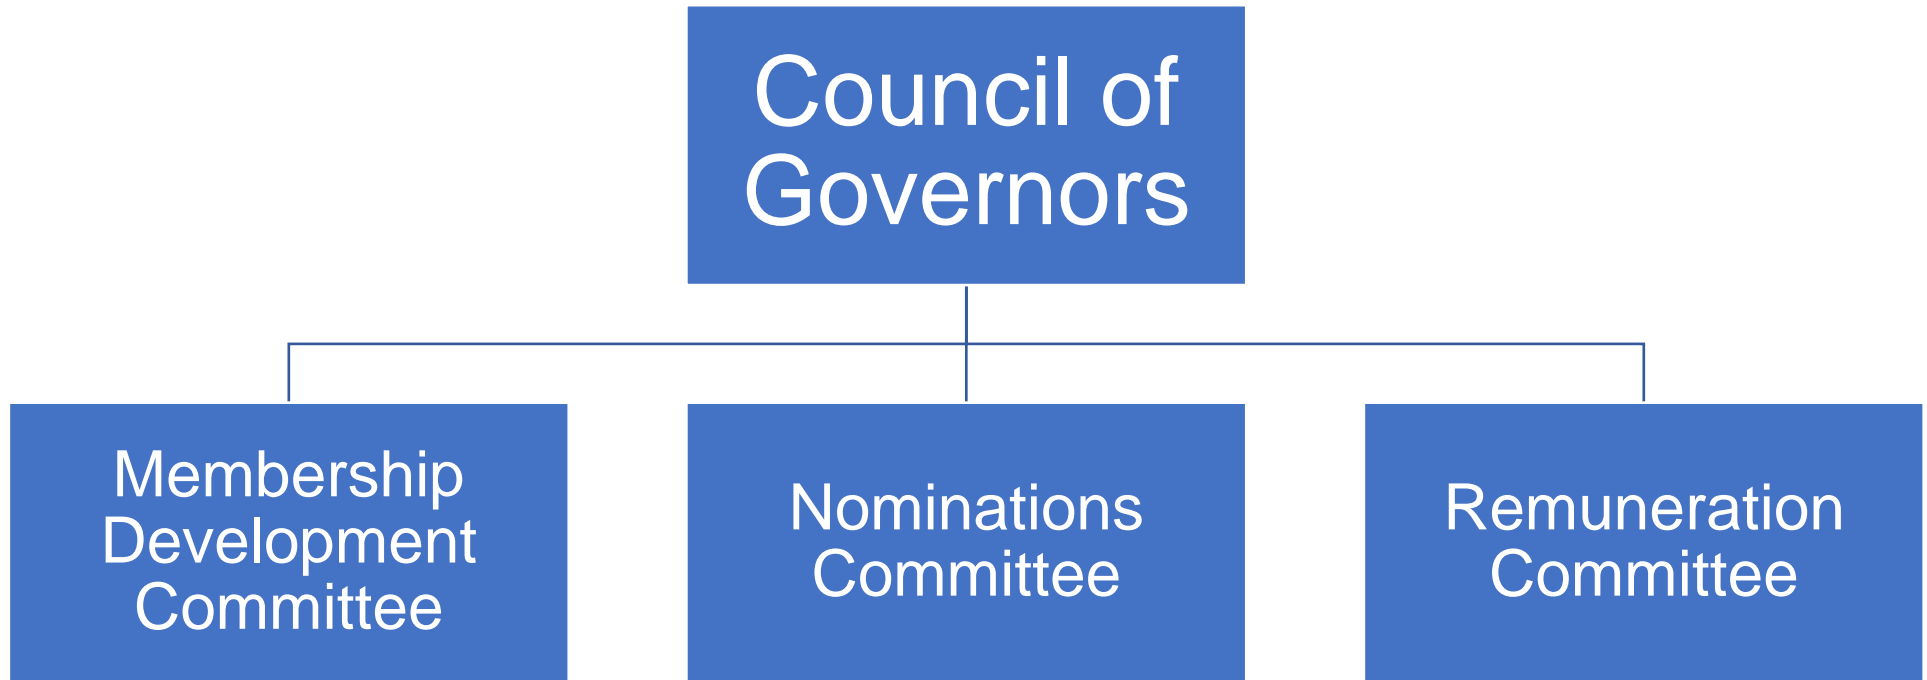 Council of
Governors
Membership
Development
Committee
Nominations
Committee
Remuneration
Committee